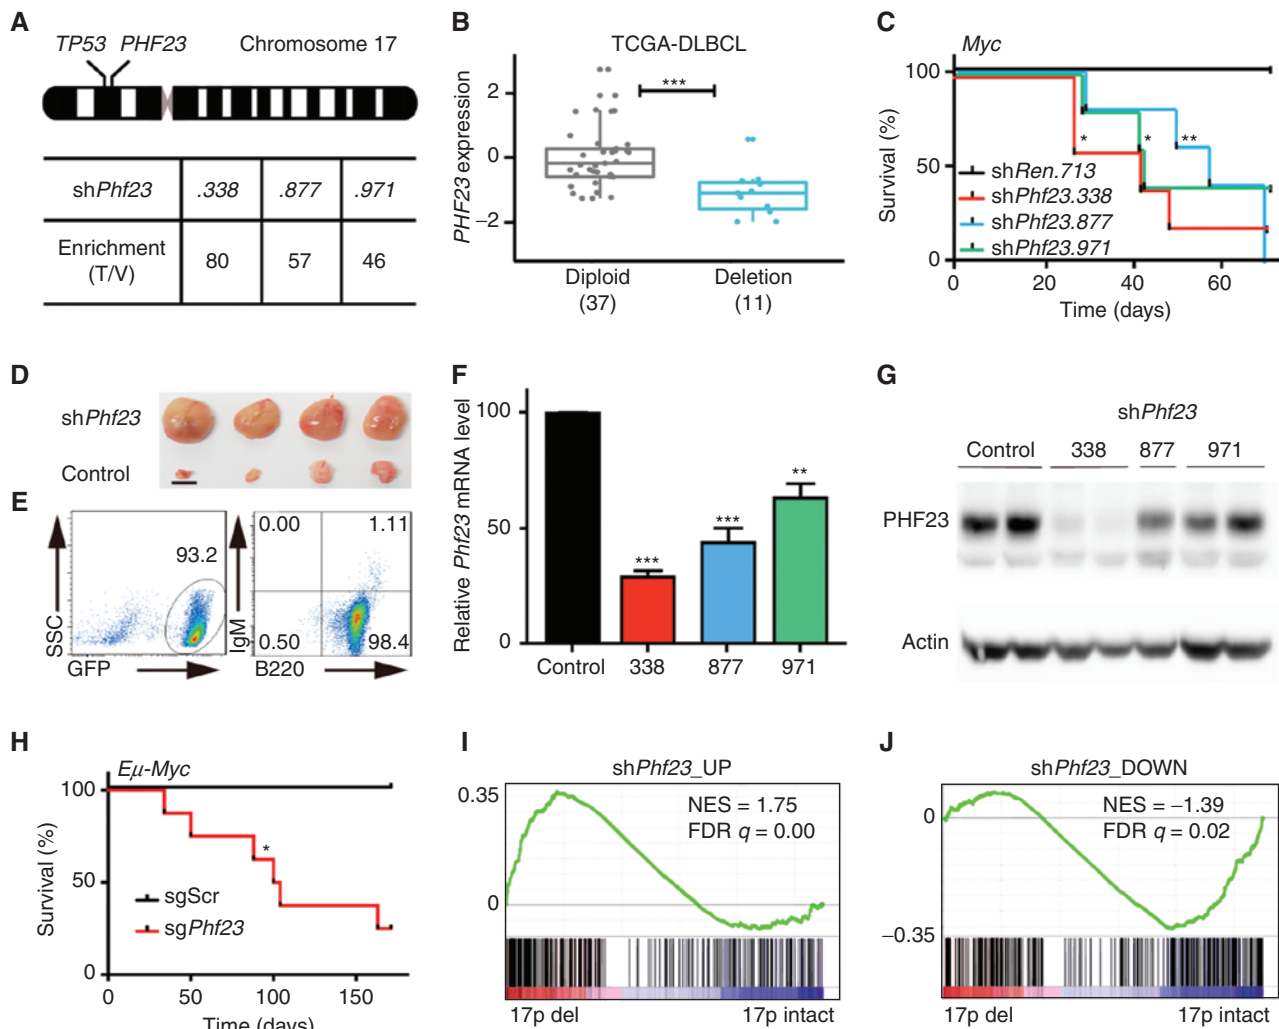 A
TP53 PHF23 Chromosome 17
shPhf23 .338 .877 .971
Enrichment (T/V) 80 57 46
B
TCGA-DLBCL
***
PHF23 expression
2
0
−2
Diploid (37)
Deletion (11)
C
Myc
Survival (%)
100
50
0
* * **
shRen.713
shPhf23.338
shPhf23.877
shPhf23.971
0 20 40 60
Time (days)
D
shPhf23
Control
E
93.2
SSC
GFP
0.00 1.11
0.50 98.4
IgM
B220
F
Relative Phf23 mRNA level
100
50
0
*** *** **
Control 338 877 971
G
shPhf23
Control 338 877 971
PHF23
Actin
H
Eμ-Myc
Survival (%)
100
50
0
*
sgScr
sgPhf23
0 50 100 150
Time (days)
I
shPhf23_UP
0.35
0
NES = 1.75
FDR q = 0.00
17p del 17p intact
J
shPhf23_DOWN
0
−0.35
NES = −1.39
FDR q = 0.02
17p del 17p intact